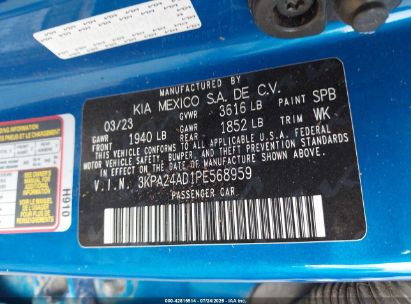 MANUFACTURED BY
KIA MEXICO S.A. DE C.V.
03/23 3616 LB PAINT SPB
GAWR FRONT 1940 LB GAWR REAR 1852 LB TRIM WK
THIS VEHICLE CONFORMS TO ALL APPLICABLE U.S. FEDERAL
MOTOR VEHICLE SAFETY, BUMPER, AND THEFT PREVENTION STANDARDS
IN EFFECT ON THE DATE OF MANUFACTURE SHOWN ABOVE.
V.I.N. 3KPA24AD1PE568959
PASSENGER CAR
H910